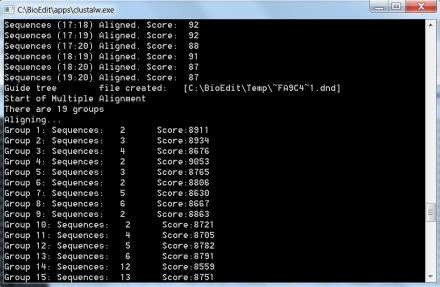 C:\BioEdit\apps\clustalw.exe
Sequences (17:18) Aligned. Score:  92
Sequences (17:19) Aligned. Score:  92
Sequences (17:20) Aligned. Score:  88
Sequences (18:19) Aligned. Score:  91
Sequences (18:20) Aligned. Score:  87
Sequences (19:20) Aligned. Score:  87
Guide tree        file created:   [C:\BioEdit\Temp\~FA9C4~1.dnd]
Start of Multiple Alignment
There are 19 groups
Aligning...
Group 1: Sequences:   2      Score:8911
Group 2: Sequences:   3      Score:8934
Group 3: Sequences:   4      Score:8676
Group 4: Sequences:   2      Score:9053
Group 5: Sequences:   3      Score:8765
Group 6: Sequences:   2      Score:8806
Group 7: Sequences:   5      Score:8630
Group 8: Sequences:   6      Score:8667
Group 9: Sequences:   2      Score:8863
Group 10: Sequences:   2      Score:8721
Group 11: Sequences:   4      Score:8705
Group 12: Sequences:   5      Score:8782
Group 13: Sequences:   6      Score:8791
Group 14: Sequences:  12      Score:8559
Group 15: Sequences:  13      Score:8751